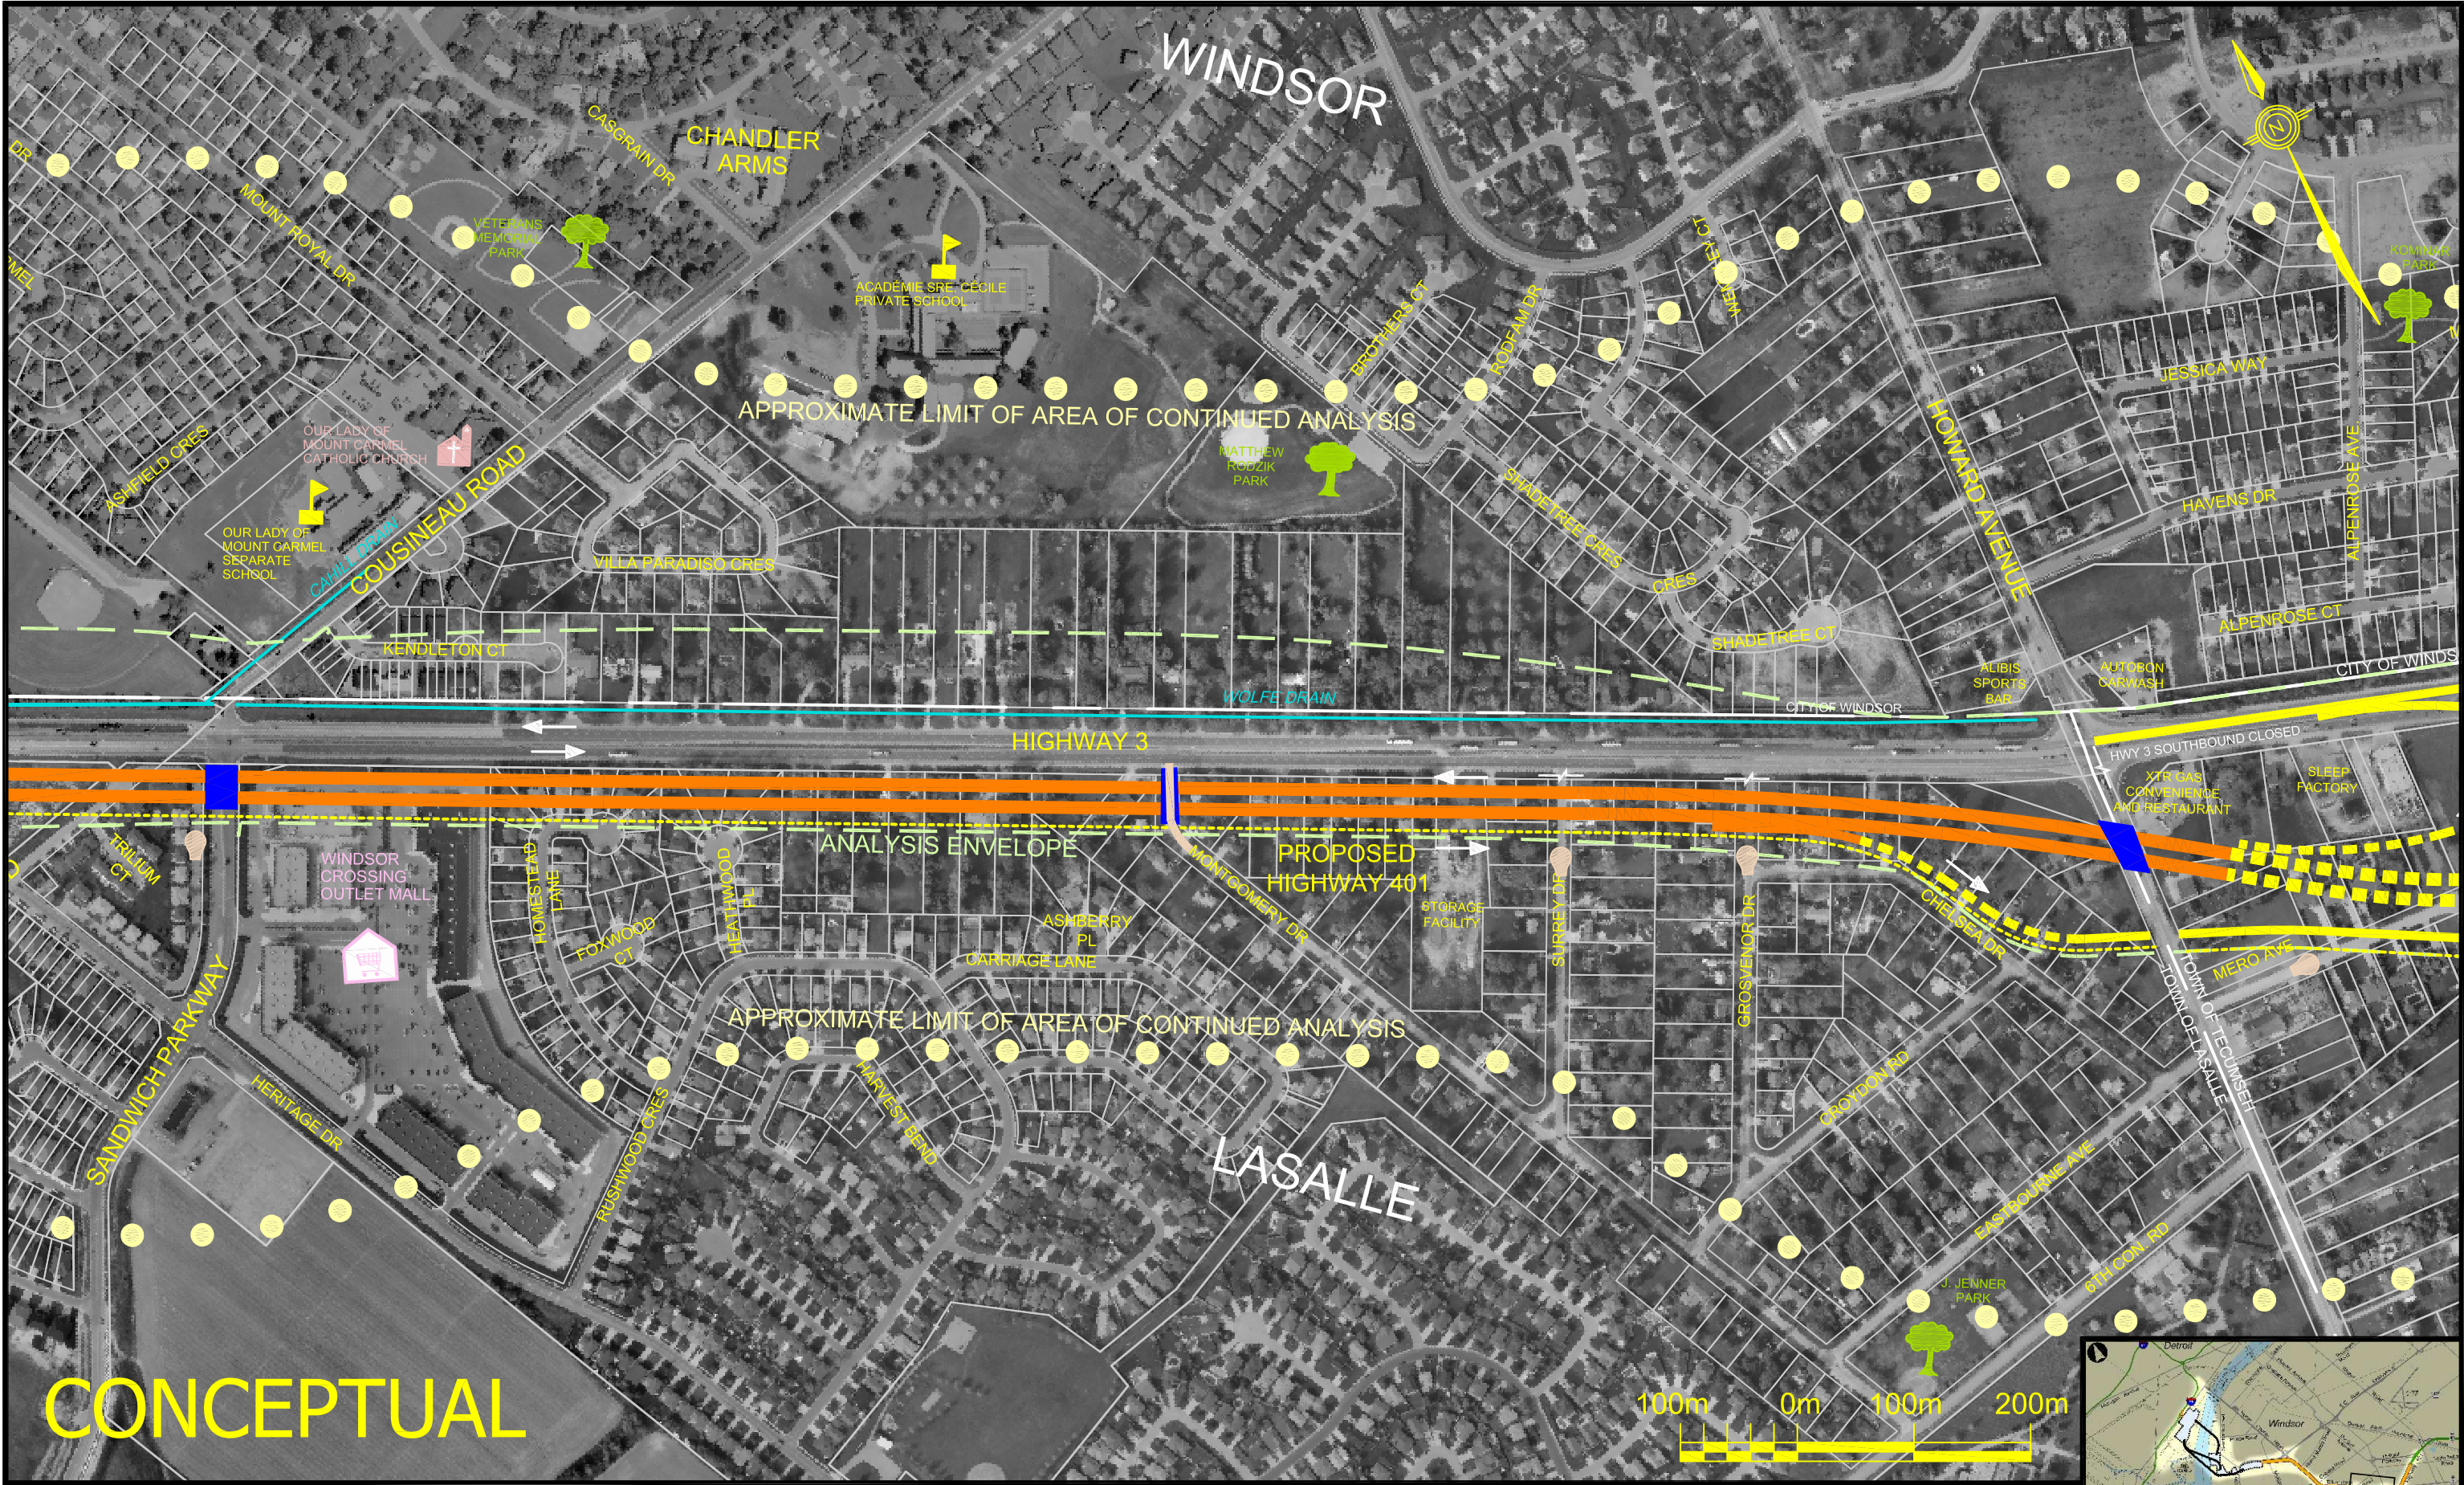 WINDSOR
CHANDLER
ARMS
CASGRAIN DR
DR
MOUNT ROYAL DR
VETERANS
MEMORIAL
PARK
ACADÉMIE SRE. CÉCILE
PRIVATE SCHOOL
N
KOMINAR
PARK
WENDLEY CT
BROTHERS CT
RODFAM DR
JESSICA WAY
APPROXIMATE LIMIT OF AREA OF CONTINUED ANALYSIS
MATTHEW
RODZIK
PARK
OUR LADY OF
MOUNT CARMEL
CATHOLIC CHURCH
ASHFIELD CRES
OUR LADY OF
MOUNT CARMEL
SEPARATE
SCHOOL
CAHILL DRAIN
COUSINEAU ROAD
VILLA PARADISO CRES
SHADETREE CRES
CRES
HOWARD AVENUE
HAVENS DR
ALPENROSE AVE.
ALPENROSE CT
SHADETREE CT
KENDLETON CT
ALIBIS
SPORTS
BAR
AUTOBON
CARWASH
CITY OF WINDS
WOLFE DRAIN
CITY OF WINDSOR
HIGHWAY 3
HWY 3 SOUTHBOUND CLOSED
XTR GAS
CONVENIENCE
AND RESTAURANT
SLEEP
FACTORY
TRILIUM
CT
WINDSOR
CROSSING
OUTLET MALL
HOMESTEAD
LANE
FOXWOOD
CT
HEATHWOOD
PL
ANALYSIS ENVELOPE
PROPOSED
HIGHWAY 401
MONTGOMERY DR
ASHBERRY
PL
CARRIAGE LANE
STORAGE
FACILITY
SURREY DR
GROSVENOR DR
CHELSEA DR
MERO AVE
TOWN OF TECUMSEH
TOWN OF LASALLE
SANDWICH PARKWAY
HERITAGE DR
APPROXIMATE LIMIT OF AREA OF CONTINUED ANALYSIS
RUSHWOOD CRES
HARVEST BEND
LASALLE
CROYDON RD
EASTBOURNE AVE
6TH CON. RD
J. JENNER
PARK
CONCEPTUAL
100m 0m 100m 200m
Detroit
Windsor